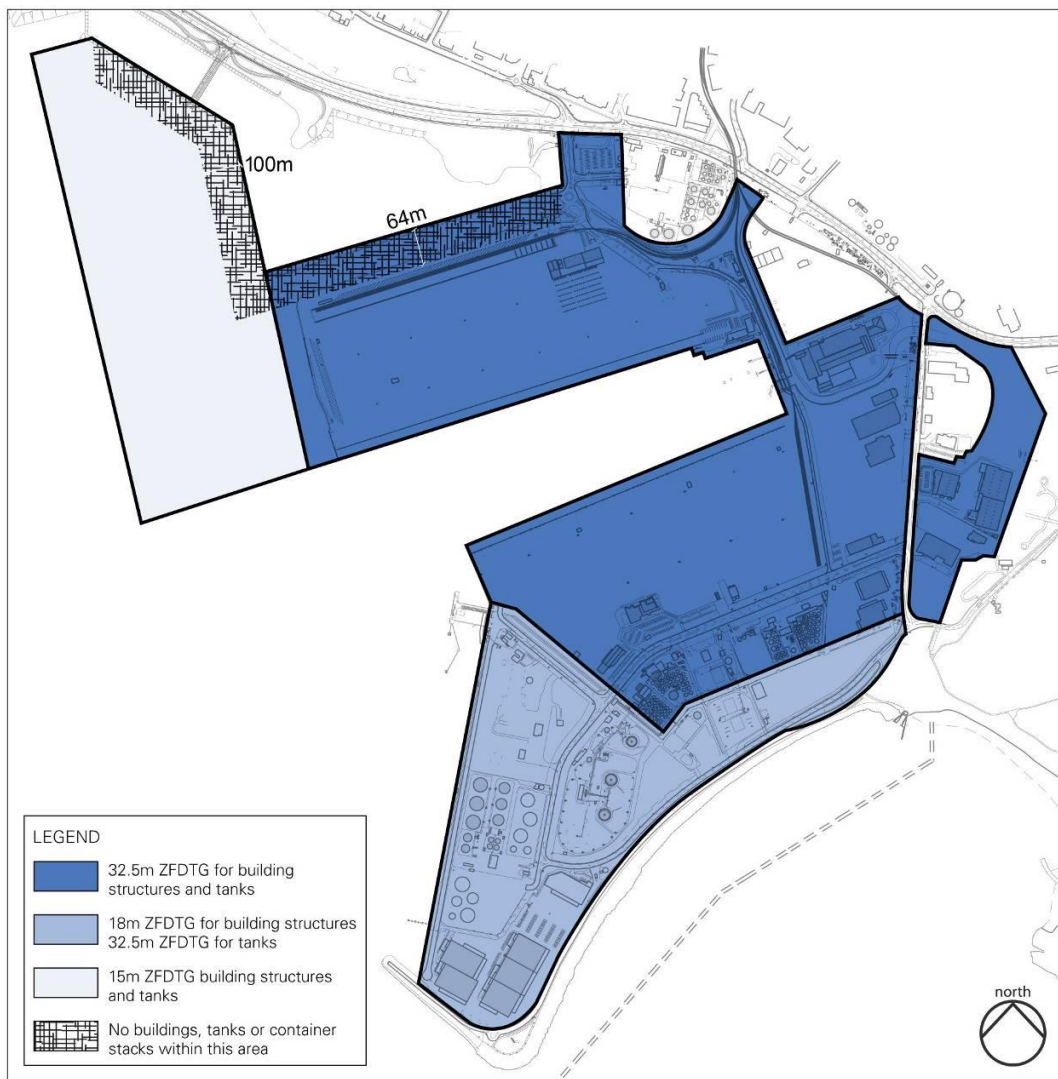 100m
64m
LEGEND
32.5m ZFDTG for building
structures and tanks
18m ZFDTG for building structures
32.5m ZFDTG for tanks
15m ZFDTG building structures
and tanks
No buildings, tanks or container
stacks within this area
north